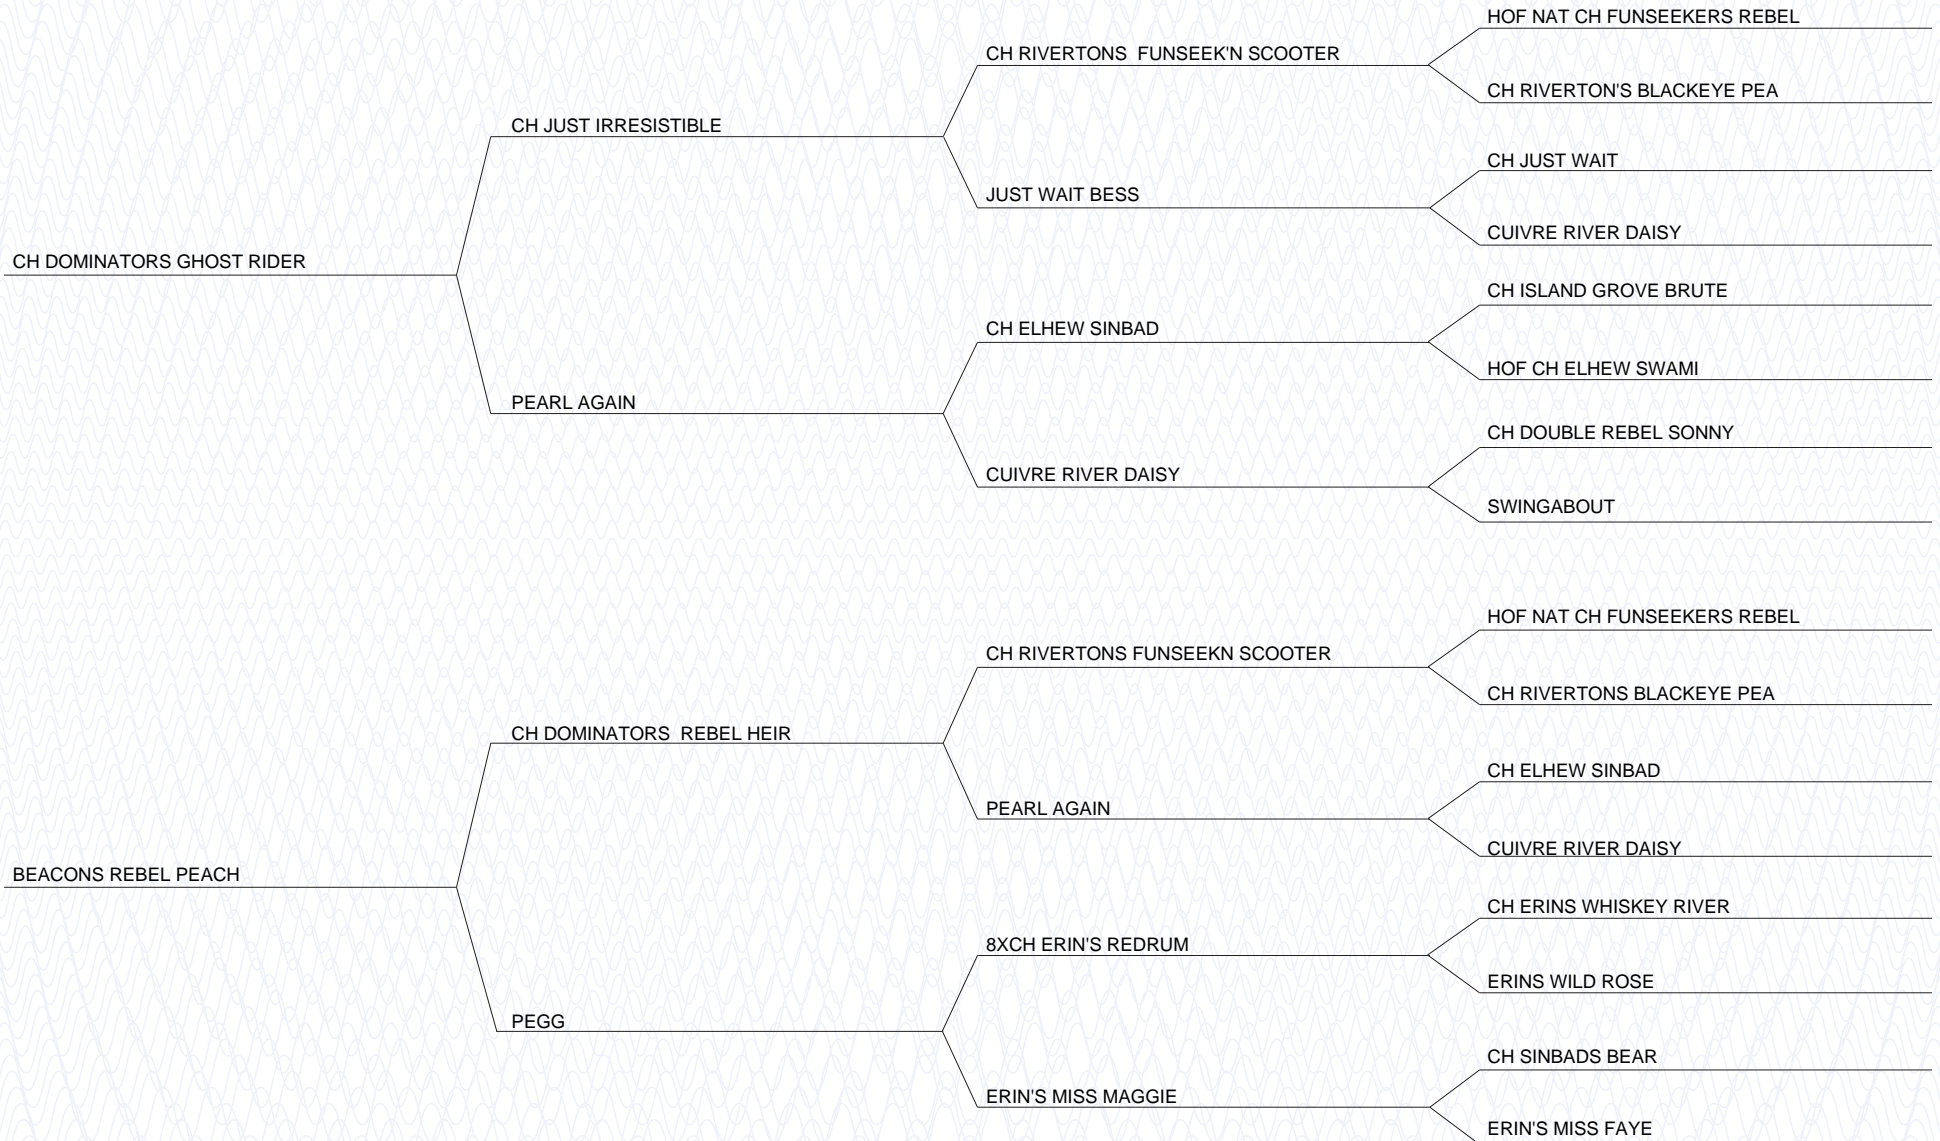 HOF NAT CH FUNSEEKERS REBEL
CH RIVERTONS  FUNSEEK'N SCOOTER
CH RIVERTON'S BLACKEYE PEA
CH JUST IRRESISTIBLE
CH JUST WAIT
JUST WAIT BESS
CUIVRE RIVER DAISY
CH DOMINATORS GHOST RIDER
CH ISLAND GROVE BRUTE
CH ELHEW SINBAD
HOF CH ELHEW SWAMI
PEARL AGAIN
CH DOUBLE REBEL SONNY
CUIVRE RIVER DAISY
SWINGABOUT
HOF NAT CH FUNSEEKERS REBEL
CH RIVERTONS FUNSEEKN SCOOTER
CH RIVERTONS BLACKEYE PEA
CH DOMINATORS  REBEL HEIR
CH ELHEW SINBAD
PEARL AGAIN
CUIVRE RIVER DAISY
BEACONS REBEL PEACH
CH ERINS WHISKEY RIVER
8XCH ERIN'S REDRUM
ERINS WILD ROSE
PEGG
CH SINBADS BEAR
ERIN'S MISS MAGGIE
ERIN'S MISS FAYE